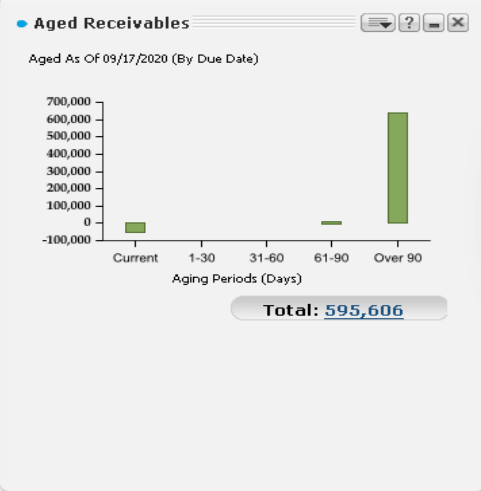 Aged Receivables
?
Aged As Of 09/17/2020 (By Due Date)
700,000
600,000
500,000
400,000
300,000
200,000
100,000
0
-100,000
Current 1-30 31-60 61-90 Over 90
Aging Periods (Days)
Total: 595,606